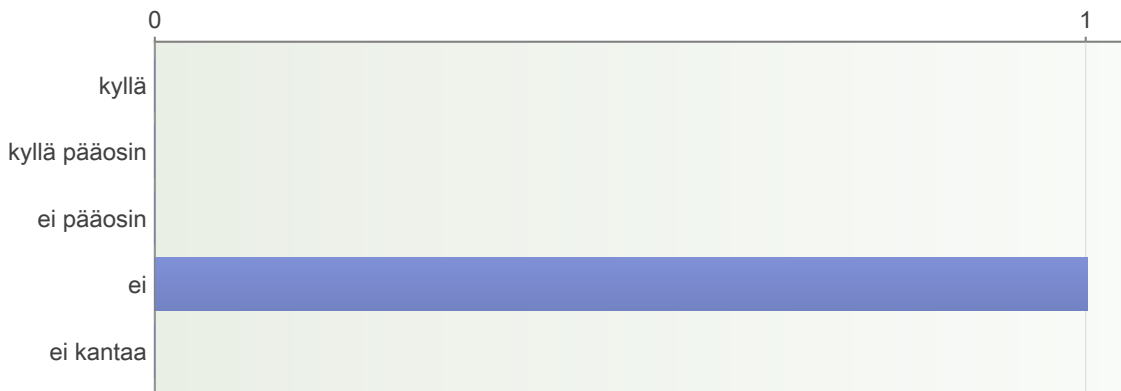 0 1
kyllä
kyllä pääosin
ei pääosin
ei
ei kantaa